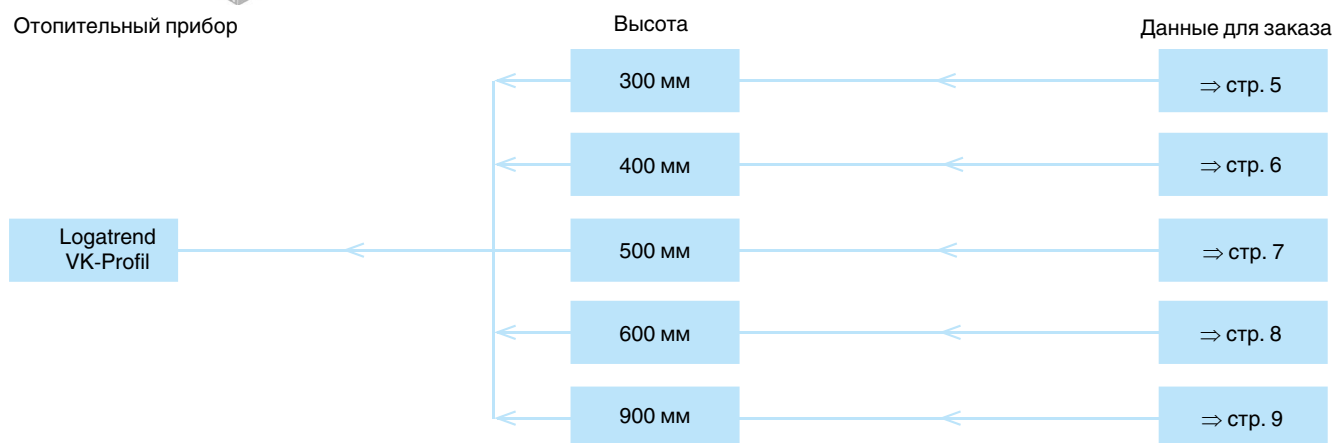 Отопительный прибор
Высота
Данные для заказа
300 мм
⇒ стр. 5
400 мм
⇒ стр. 6
Logatrend
VK-Profil
500 мм
⇒ стр. 7
600 мм
⇒ стр. 8
900 мм
⇒ стр. 9